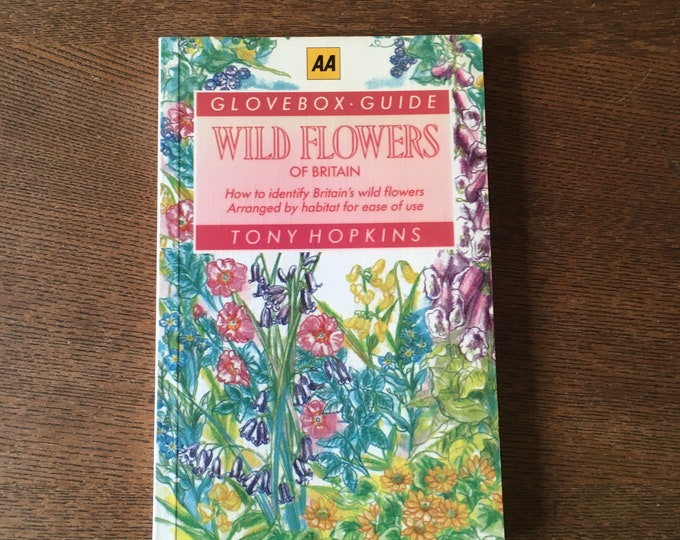 AA
GLOVEBOX·GUIDE
WILD FLOWERS
OF BRITAIN
How to identify Britain's wild flowers
Arranged by habitat for ease of use
TONY HOPKINS